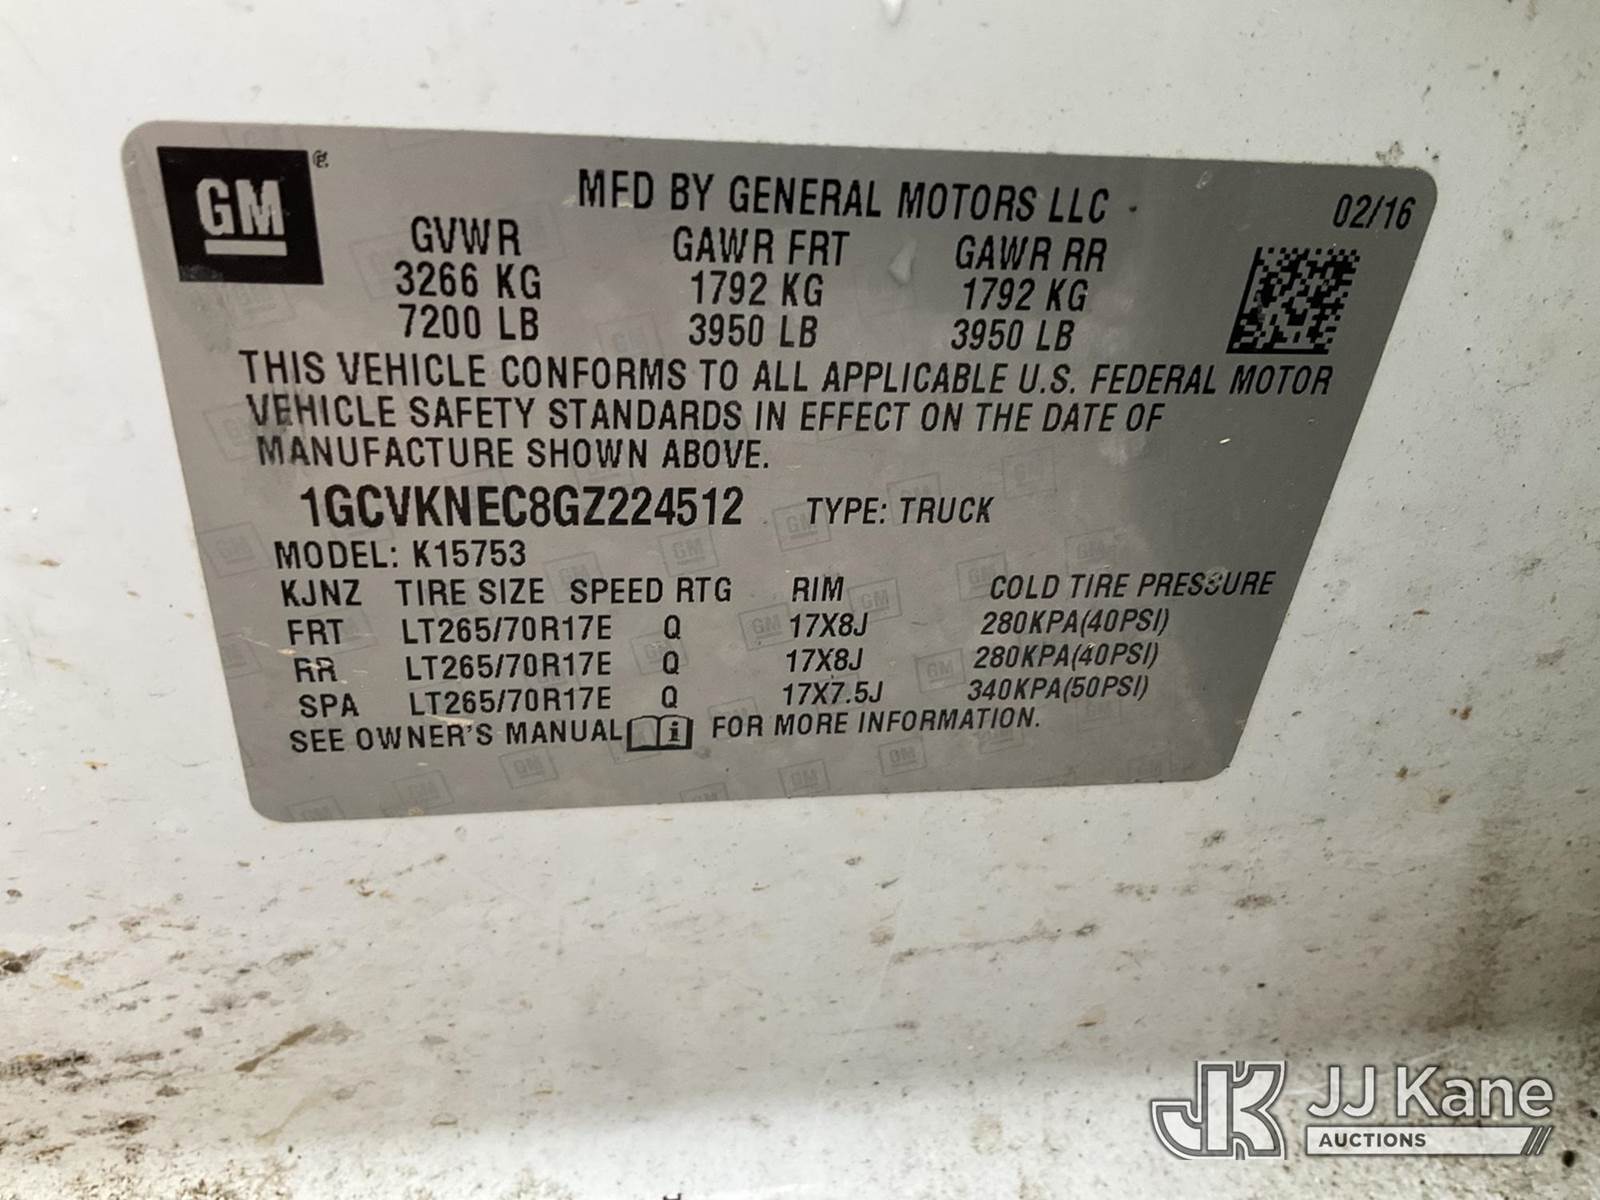 GM
MFD BY GENERAL MOTORS LLC
02/16
GVWR GAWR FRT GAWR RR
3266 KG 1792 KG 1792 KG
7200 LB 3950 LB 3950 LB
THIS VEHICLE CONFORMS TO ALL APPLICABLE U.S. FEDERAL MOTOR
VEHICLE SAFETY STANDARDS IN EFFECT ON THE DATE OF
MANUFACTURE SHOWN ABOVE.
1GCVKNEC8GZ224512 TYPE: TRUCK
MODEL: K15753
KJNZ TIRE SIZE SPEED RTG RIM COLD TIRE PRESSURE
FRT LT265/70R17E Q 17X8J 280KPA(40PSI)
RR LT265/70R17E Q 17X8J 280KPA(40PSI)
SPA LT265/70R17E Q 17X7.5J 340KPA(50PSI)
SEE OWNER'S MANUAL i FOR MORE INFORMATION.
JK JJ Kane
AUCTIONS